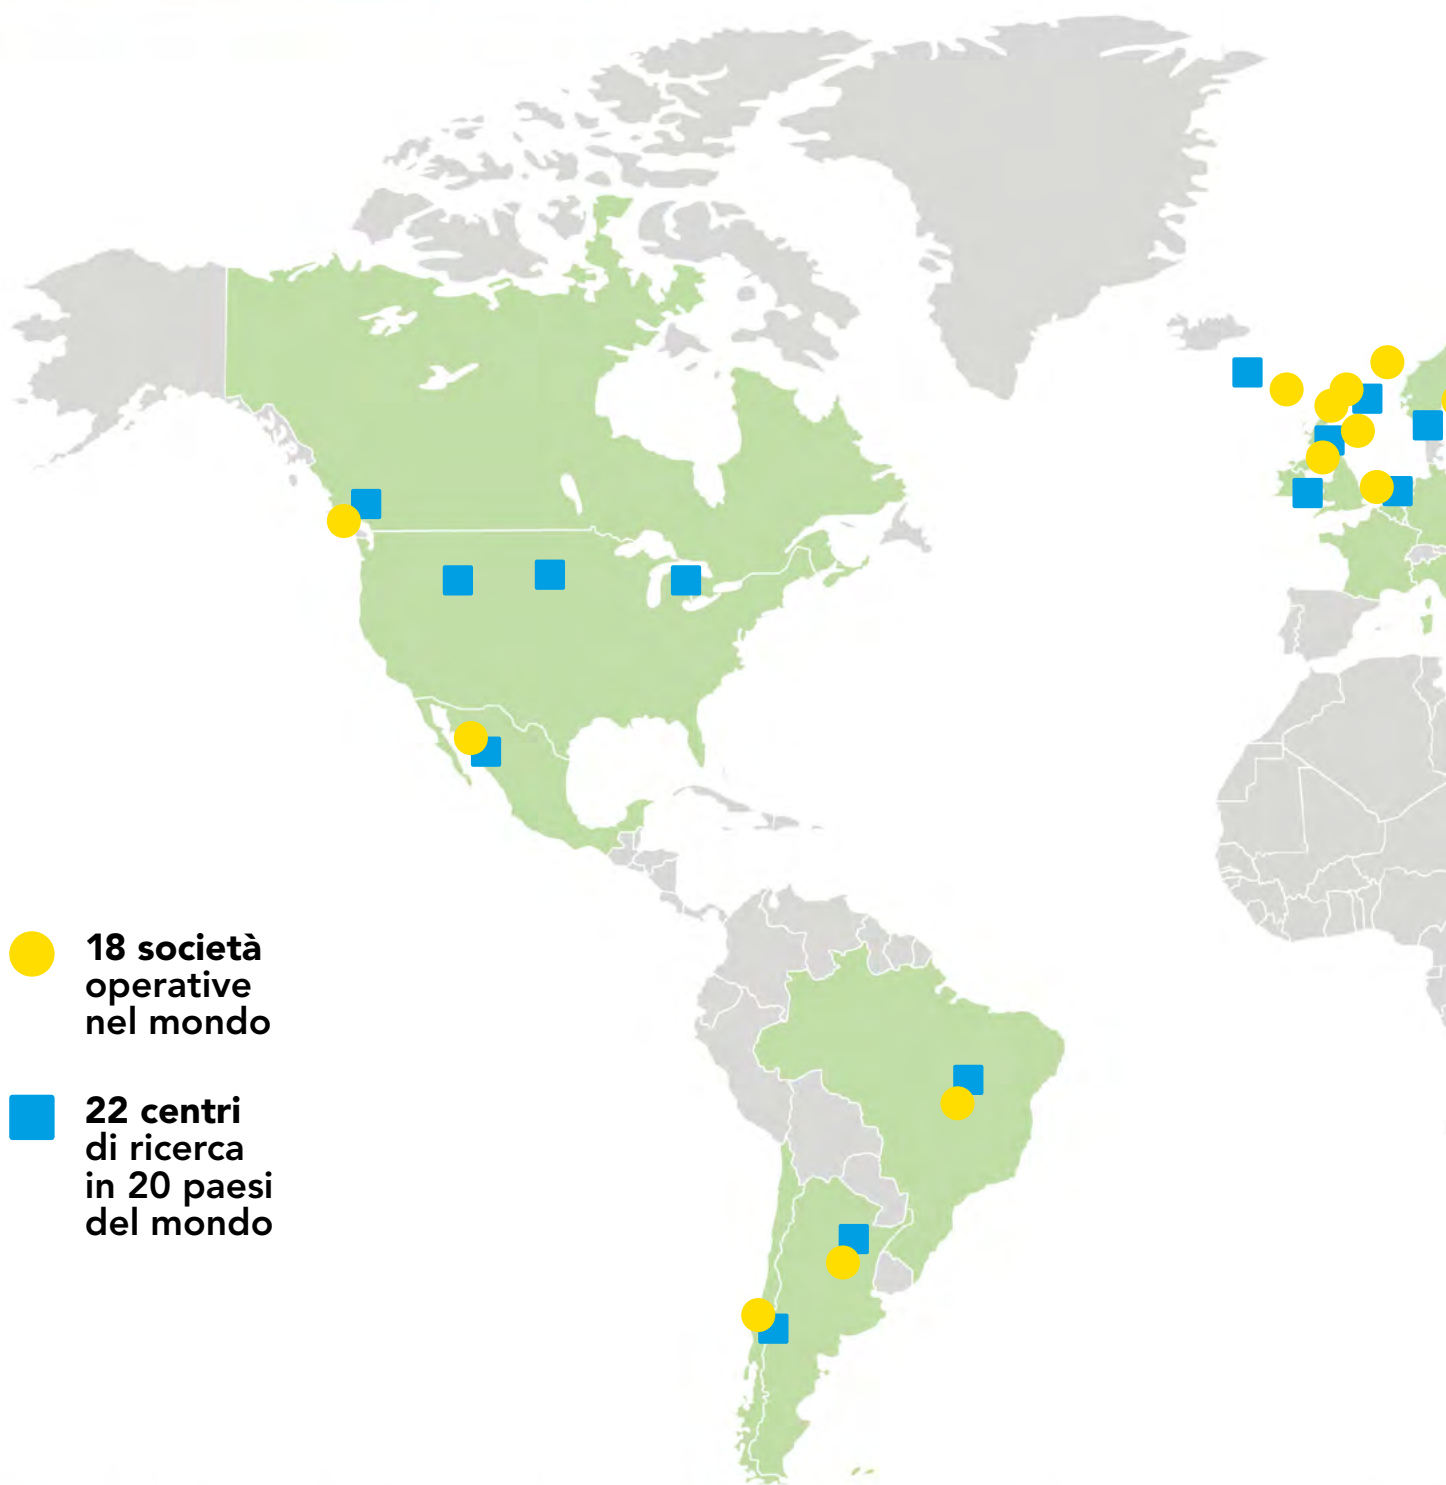 18 società
operative
nel mondo
22 centri
di ricerca
in 20 paesi
del mondo